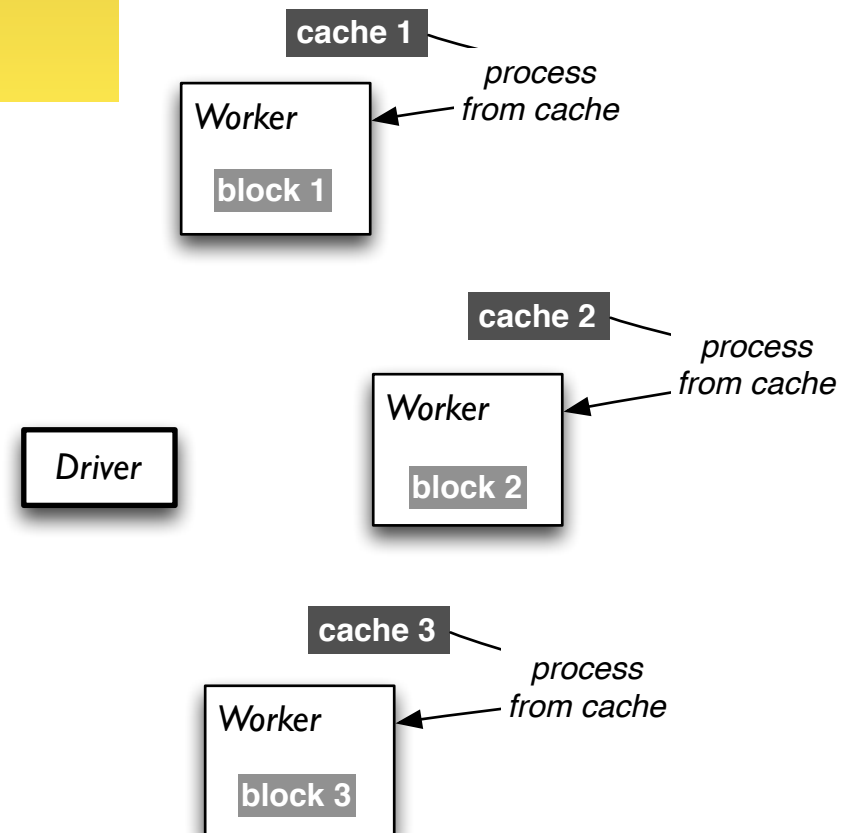 cache 1
process
from cache
Worker
block 1
cache 2
process
from cache
Worker
block 2
Driver
cache 3
process
from cache
Worker
block 3